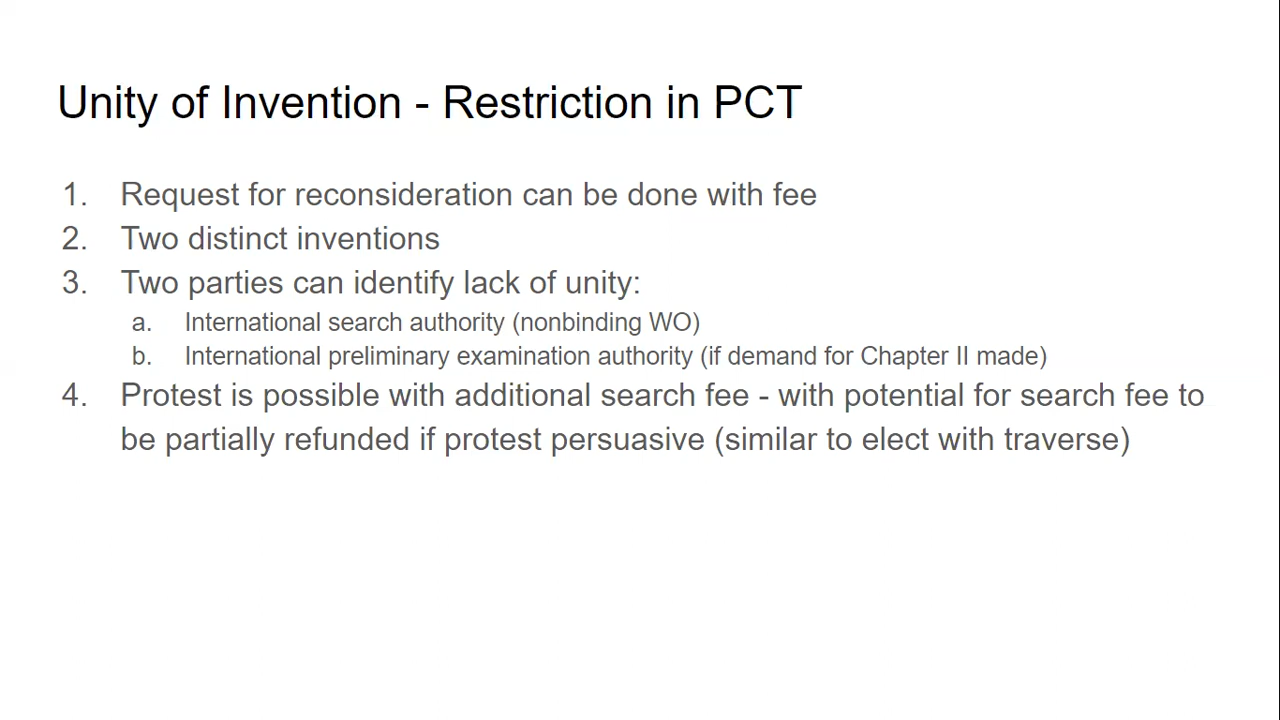 Unity of Invention - Restriction in PCT
1. Request for reconsideration can be done with fee
2. Two distinct inventions
3. Two parties can identify lack of unity:
a. International search authority (nonbinding WO)
b. International preliminary examination authority (if demand for Chapter II made)
4. Protest is possible with additional search fee - with potential for search fee to
be partially refunded if protest persuasive (similar to elect with traverse)